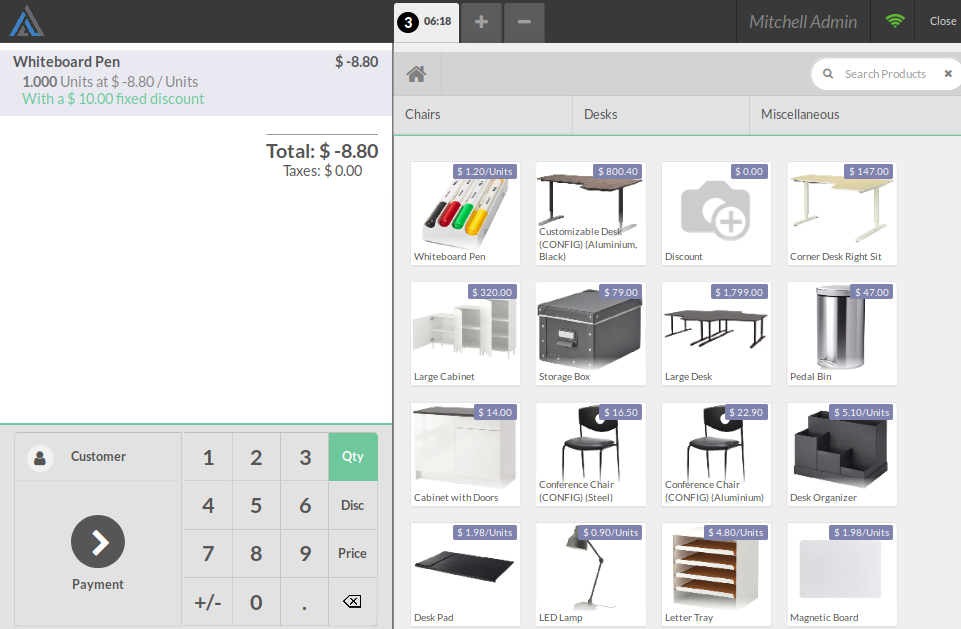 3 06:18 + −
Mitchell Admin
Close
Whiteboard Pen $ -8.80
1.000 Units at $ -8.80 / Units
With a $ 10.00 fixed discount
Total: $ -8.80
Taxes: $ 0.00
Customer
Payment
1 2 3 Qty
4 5 6 Disc
7 8 9 Price
+/- 0 .
Search Products
Chairs Desks Miscellaneous
$ 1.20/Units
Whiteboard Pen
$ 800.40
Customizable Desk
(CONFIG) (Aluminium,
Black)
$ 0.00
Discount
$ 147.00
Corner Desk Right Sit
$ 320.00
Large Cabinet
$ 79.00
Storage Box
$ 1,799.00
Large Desk
$ 47.00
Pedal Bin
$ 14.00
Cabinet with Doors
$ 16.50
Conference Chair
(CONFIG) (Steel)
$ 22.90
Conference Chair
(CONFIG) (Aluminium)
$ 5.10/Units
Desk Organizer
$ 1.98/Units
Desk Pad
$ 0.90/Units
LED Lamp
$ 4.80/Units
Letter Tray
$ 1.98/Units
Magnetic Board